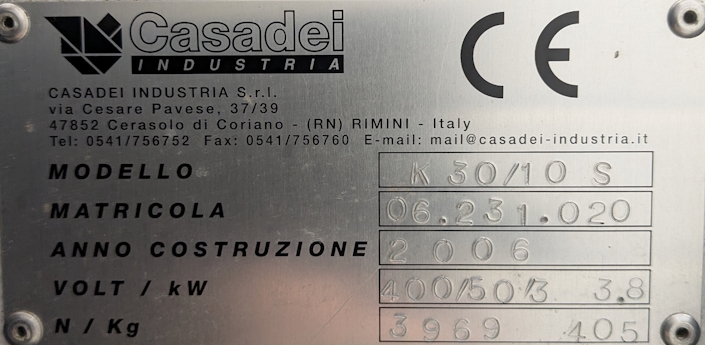 Casadei
INDUSTRIA
CE
CASADEI INDUSTRIA S.r.l.
via Cesare Pavese, 37/39
47852 Cerasolo di Coriano - (RN) RIMINI - Italy
Tel: 0541/756752 Fax: 0541/756760 E-mail: mail@casadei-industria.it
MODELLO K 30/10 S
MATRICOLA 06.231.020
ANNO COSTRUZIONE 2006
VOLT / kW 400/50/3 3.8
N / Kg 3969 405